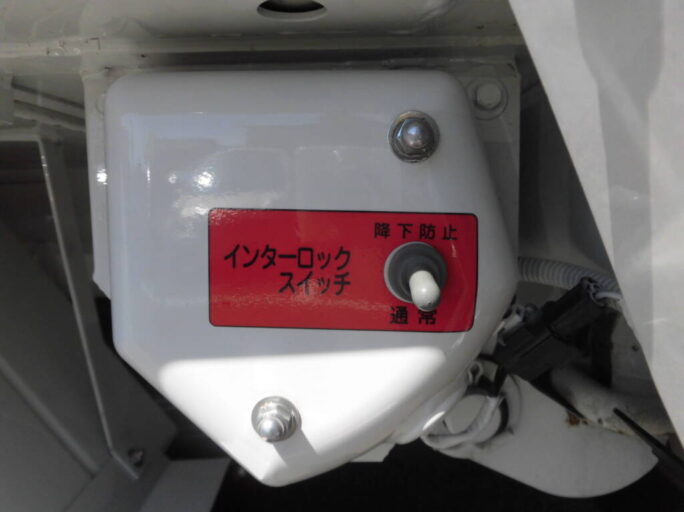 降下防止
インターロック
スイッチ
通常